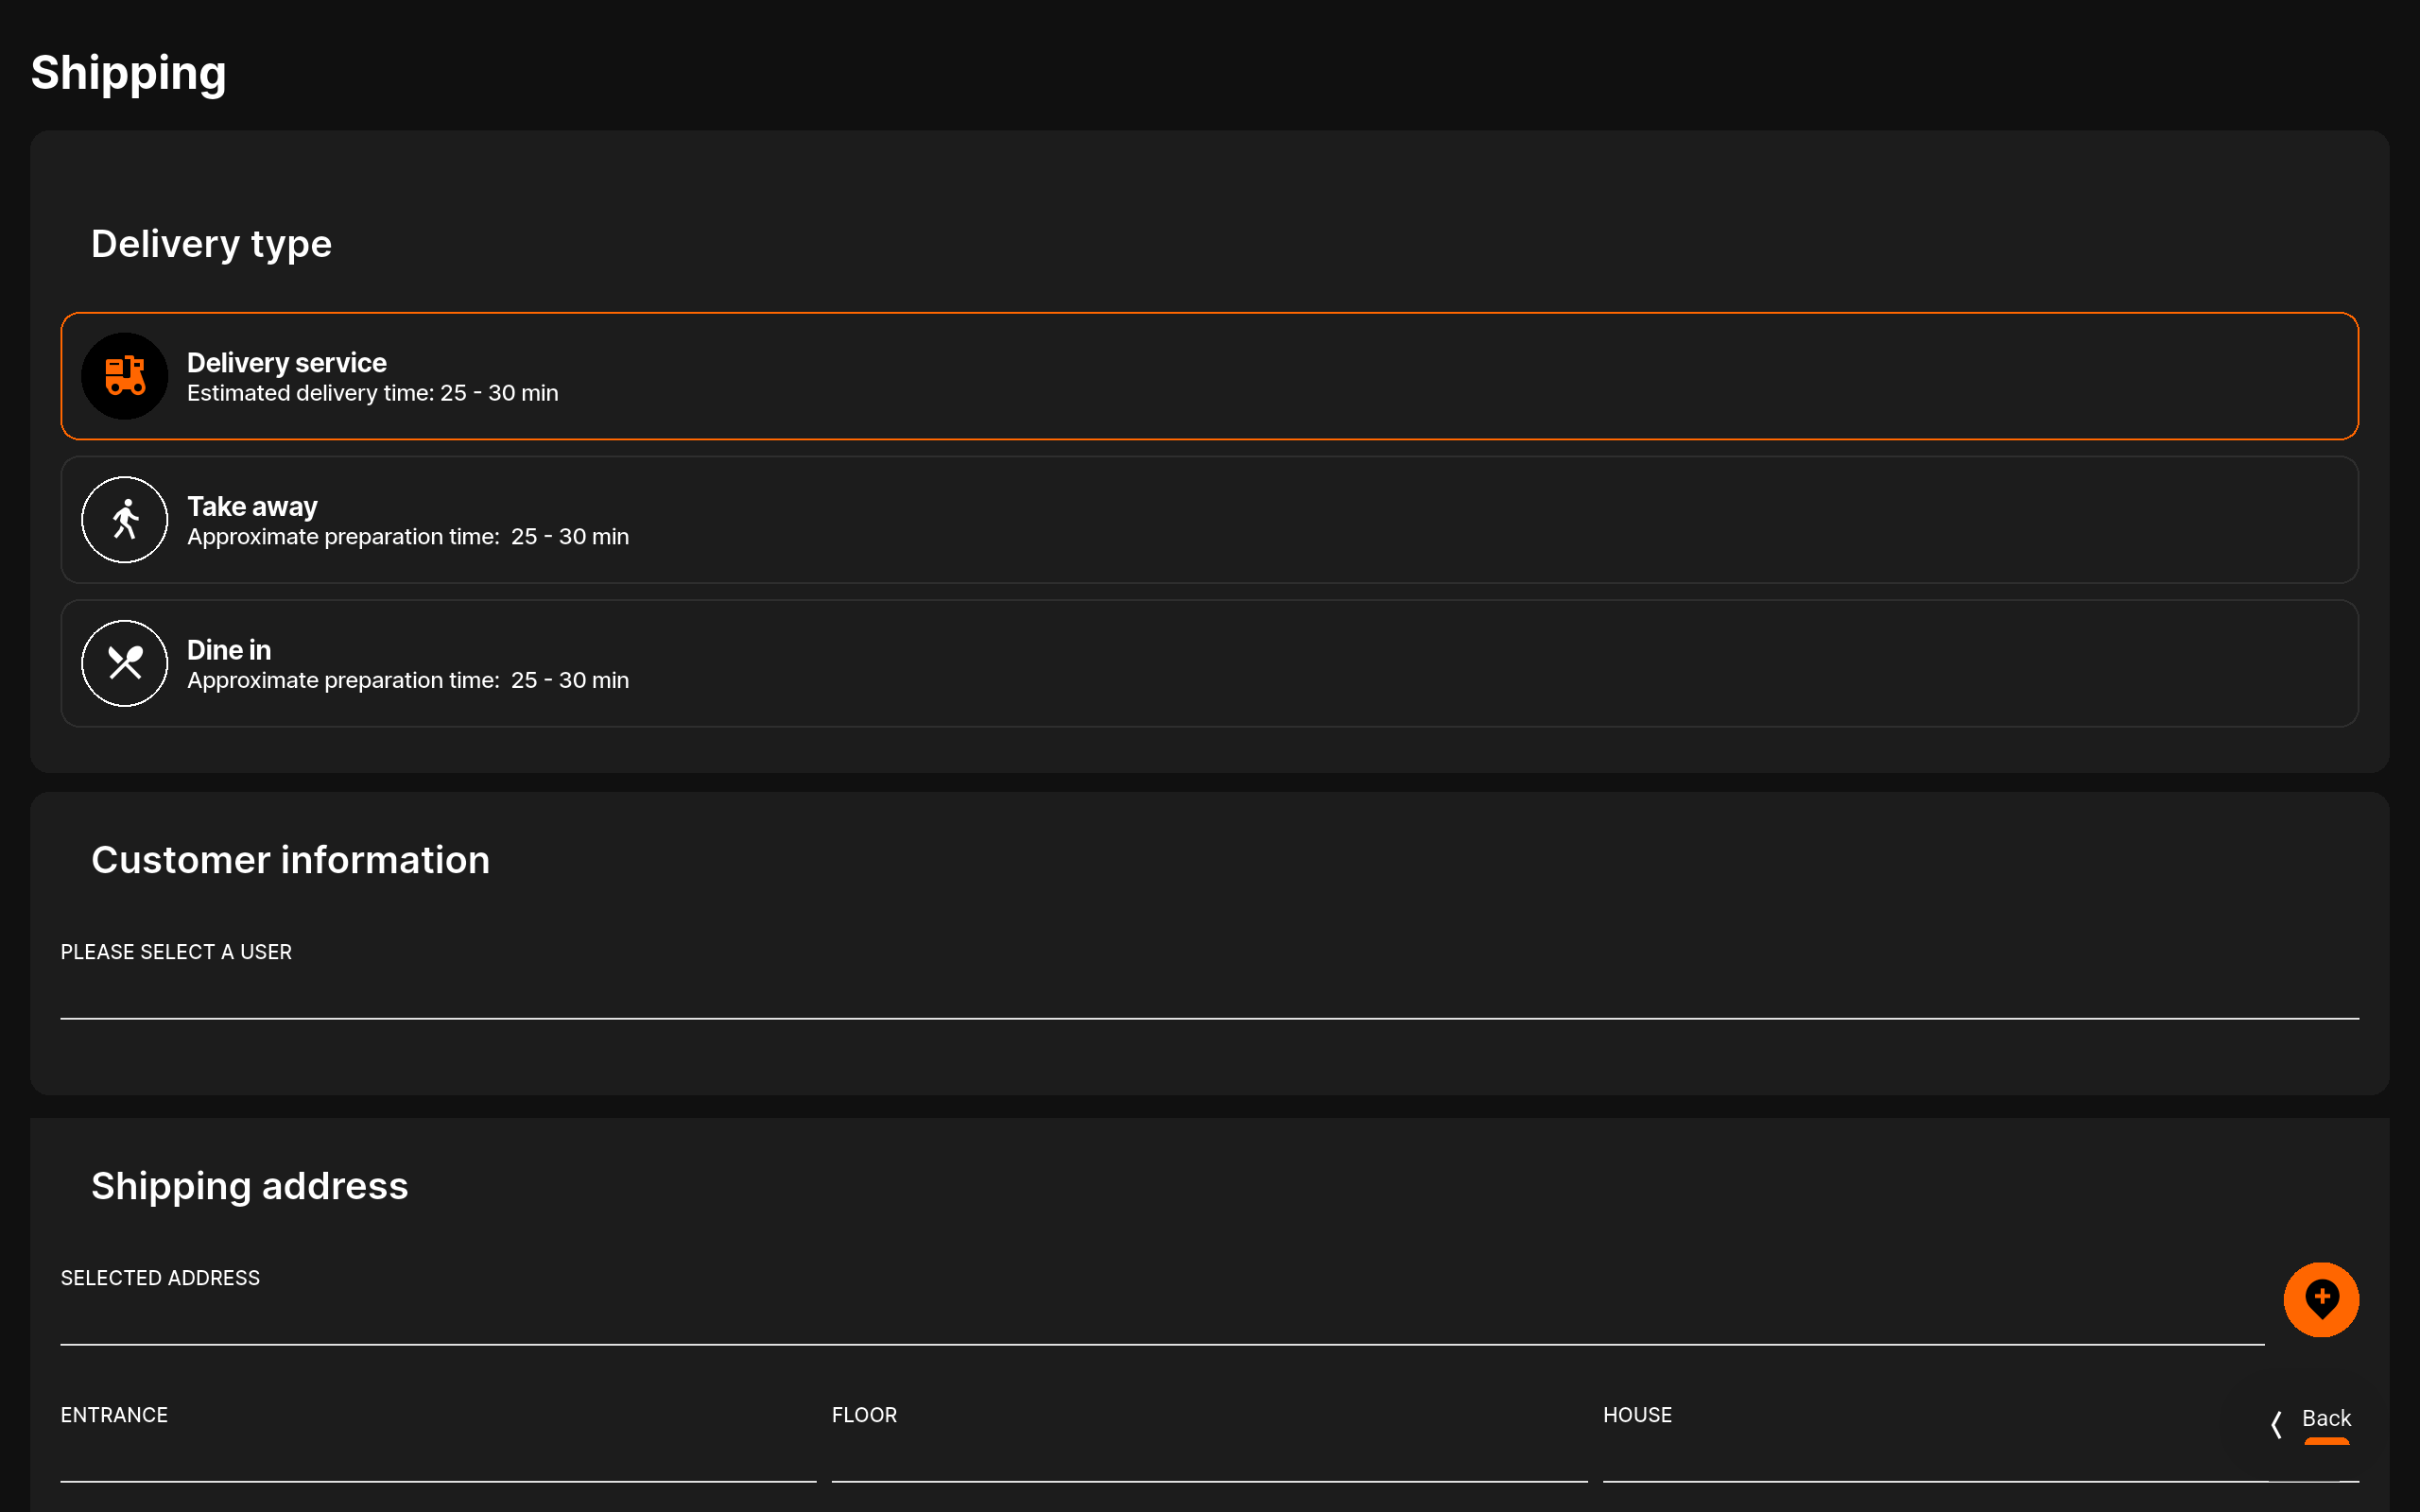 Shipping
Delivery type
Delivery service
Estimated delivery time: 25 - 30 min
Take away
Approximate preparation time:  25 - 30 min
Dine in
Approximate preparation time:  25 - 30 min
Customer information
PLEASE SELECT A USER
Shipping address
SELECTED ADDRESS
ENTRANCE
FLOOR
HOUSE
Back